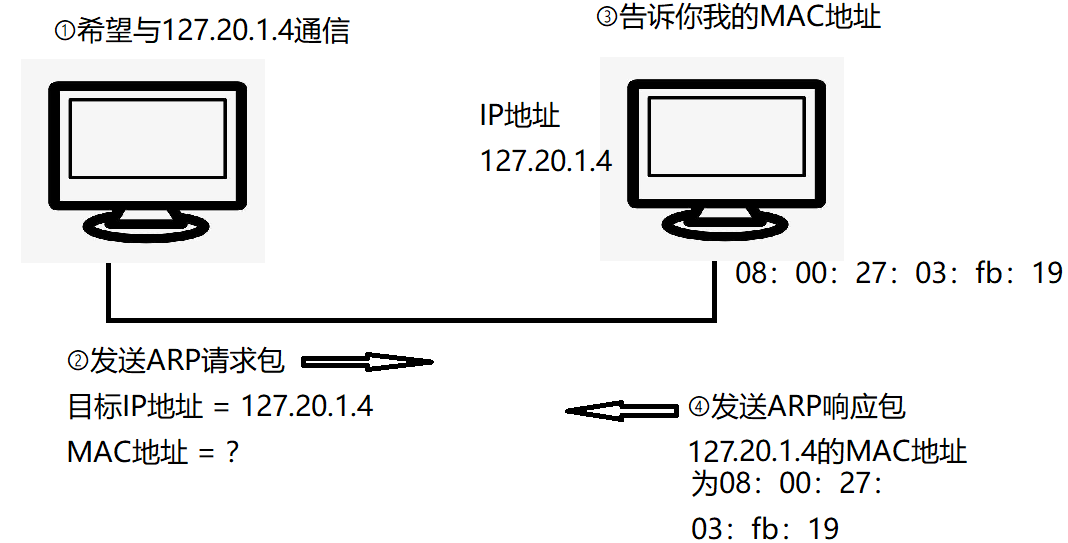 ①希望与127.20.1.4通信
③告诉你我的MAC地址
IP地址
127.20.1.4
08：00：27：03：fb：19
②发送ARP请求包
目标IP地址 = 127.20.1.4
MAC地址 = ？
④发送ARP响应包
127.20.1.4的MAC地址
为08：00：27：
03：fb：19